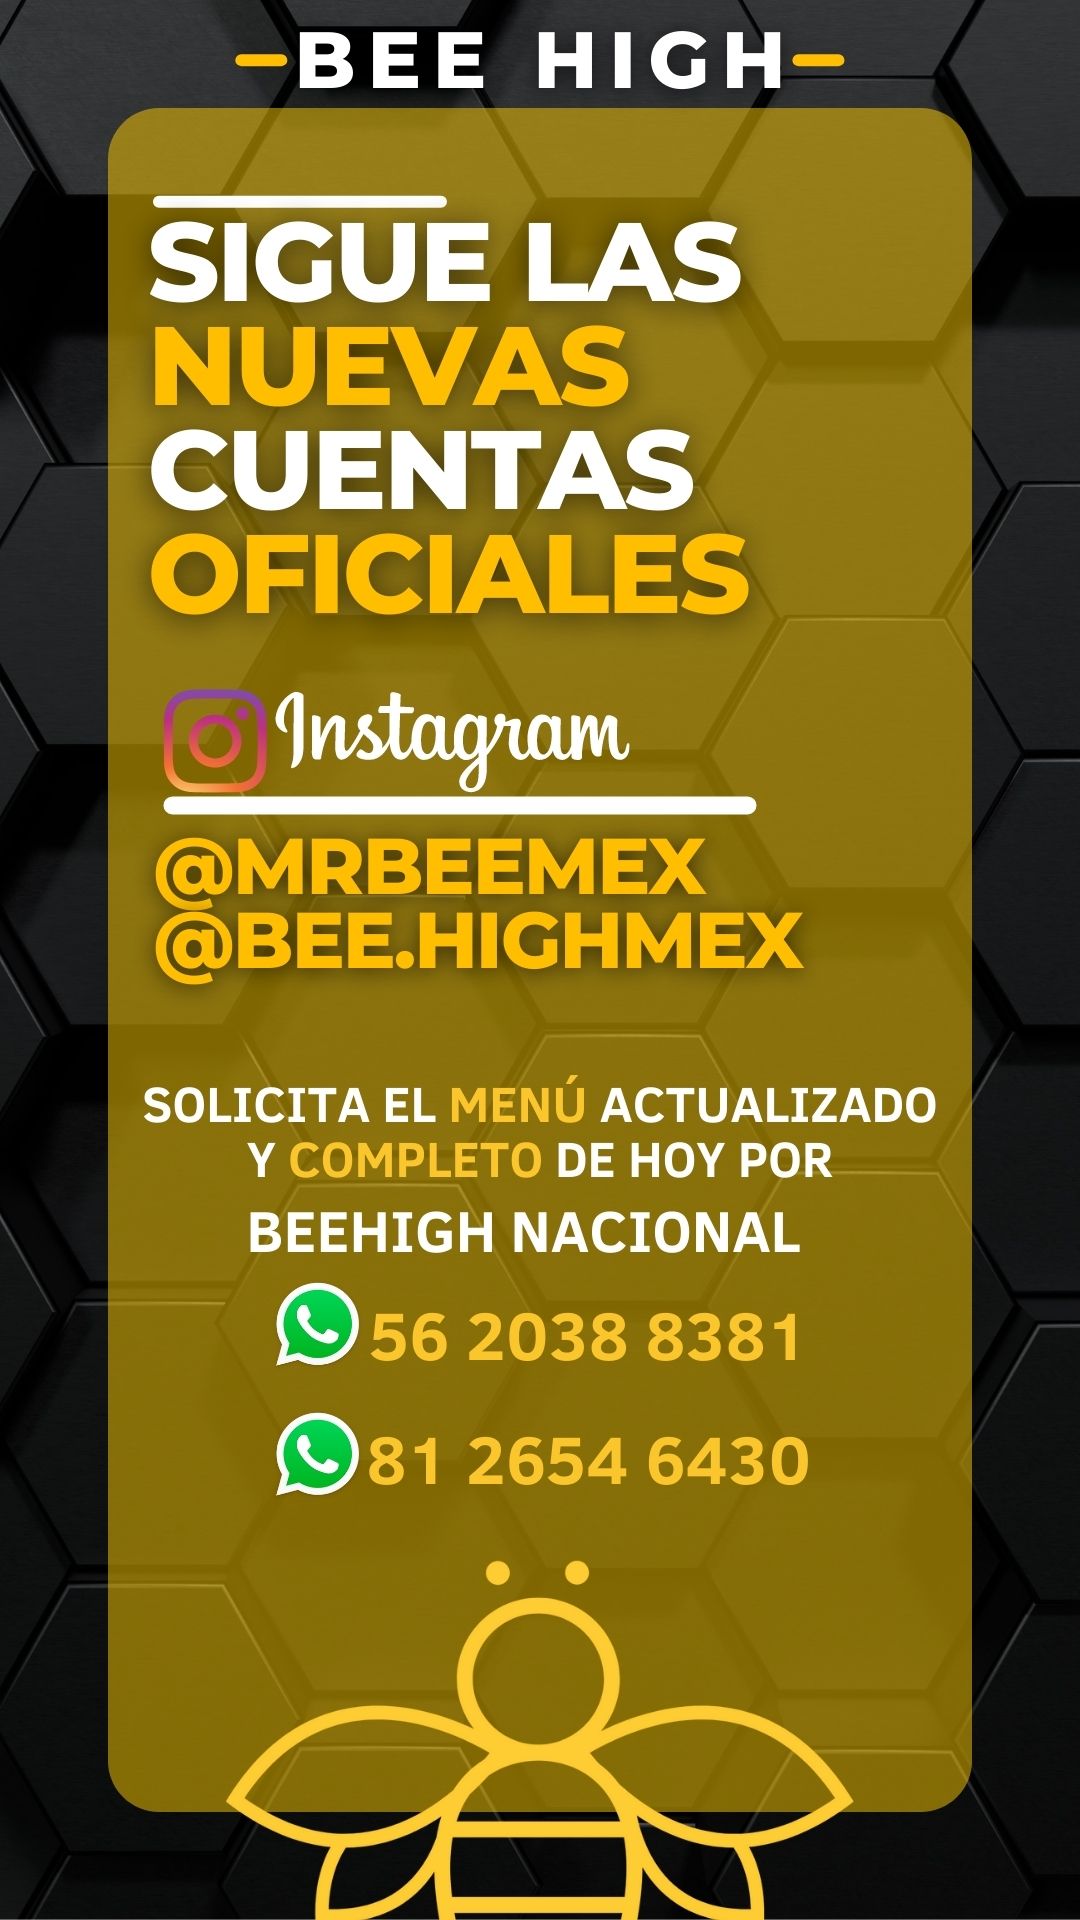 BEE HIGH
SIGUE LAS
NUEVAS
CUENTAS
OFICIALES
Instagram
@MRBEEMEX
@BEE.HIGHMEX
SOLICITA EL MENÚ ACTUALIZADO
Y COMPLETO DE HOY POR
BEEHIGH NACIONAL
56 2038 8381
81 2654 6430